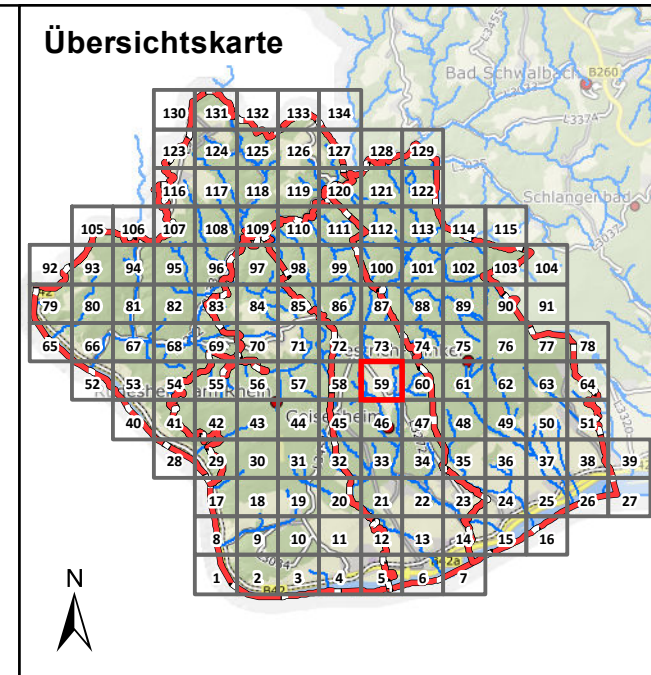 Übersichtskarte
L3455
Bad Schwalbach
B260
L3374
130 131 132 133 134
123 124 125 126 127 128 129
L3035
116 117 118 119 120 121 122
Schlangenbad
105 106 107 108 109 110 111 112 113 114 115
L3037
92 93 94 95 96 97 98 99 100 101 102 103 104
79 80 81 82 83 84 85 86 87 88 89 90 91
65 66 67 68 69 70 71 72 73 74 75 76 77 78
52 53 54 55 56 57 58 59 60 61 62 63 64
L3320
40 41 42 43 44 45 46 47 48 49 50 51
28 29 30 31 32 33 34 35 36 37 38 39
17 18 19 20 21 22 23 24 25 26 27
8 9 10 11 12 13 14 15 16
L3034
B42a
1 2 3 4 5 6 7
B42
N